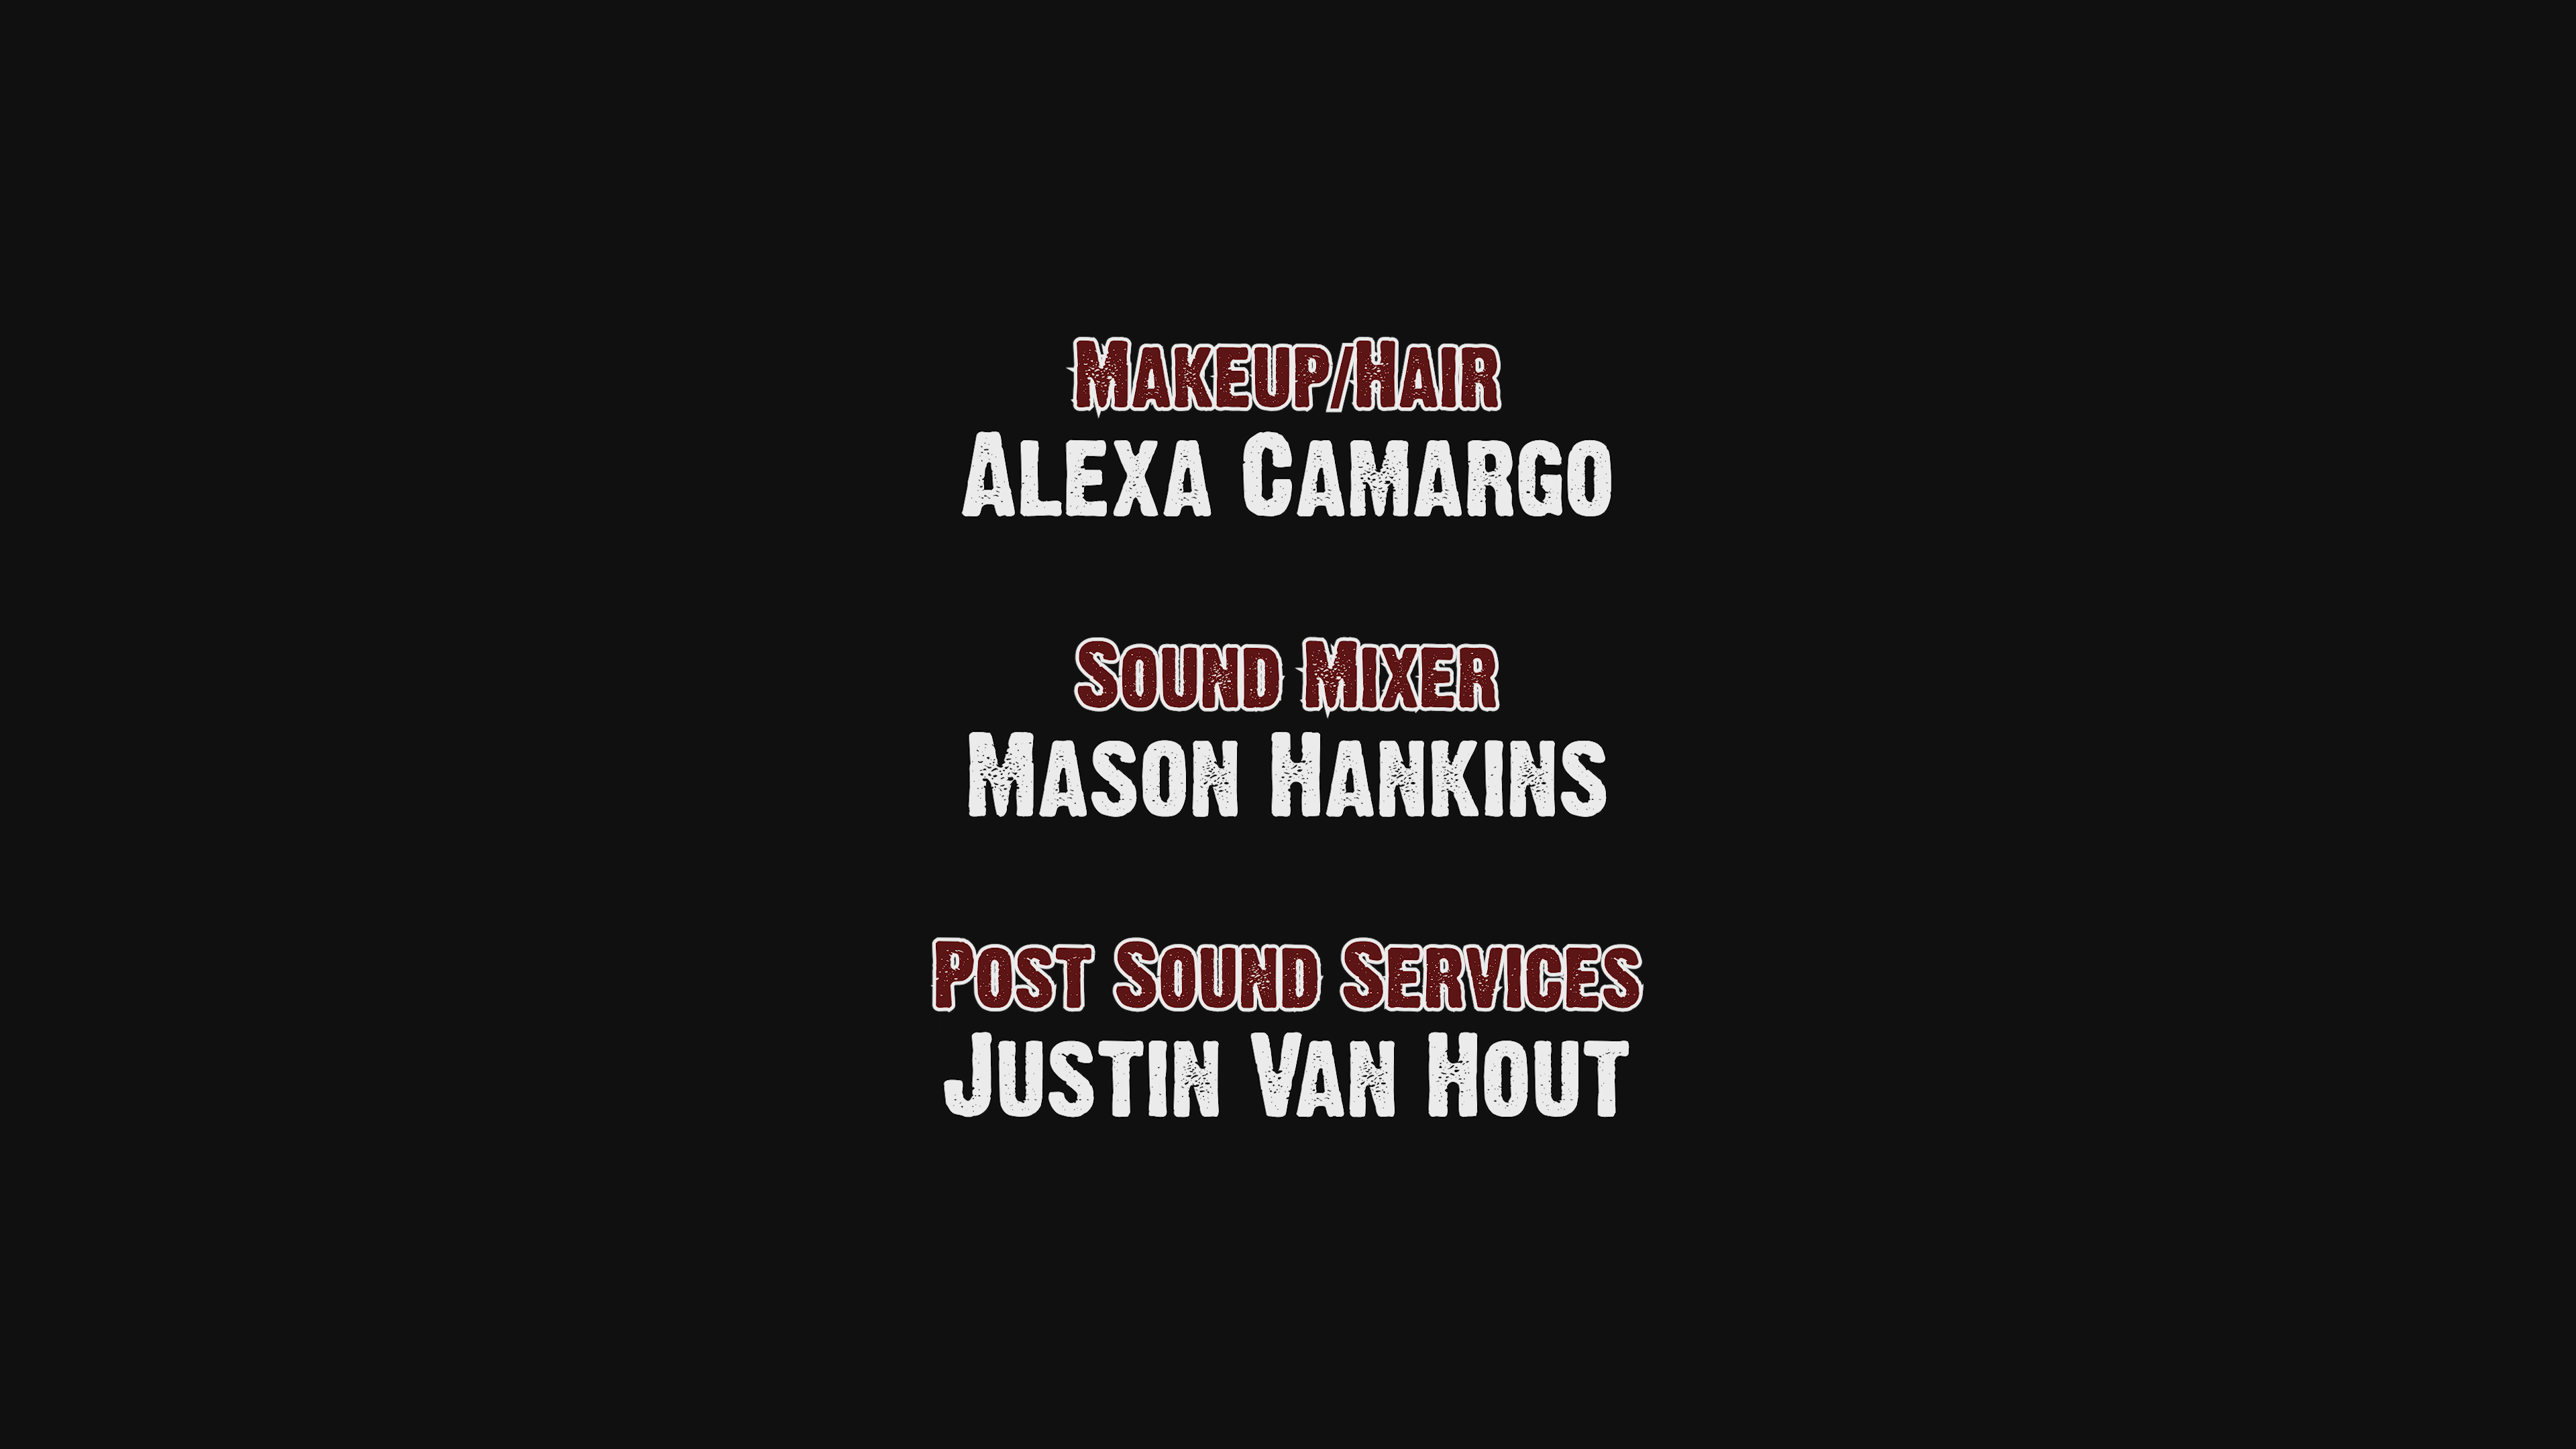 Makeup/Hair
Alexa Camargo
Sound Mixer
Mason Hankins
Post Sound Services
Justin Van Hout